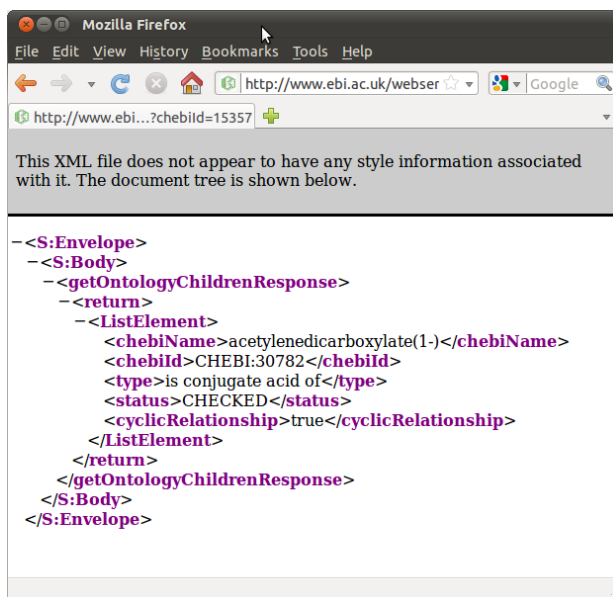 Mozilla Firefox
File Edit View History Bookmarks Tools Help
http://www.ebi.ac.uk/webser Google
http://www.ebi...?chebiId=15357
This XML file does not appear to have any style information associated
with it. The document tree is shown below.
−<S:Envelope>
−<S:Body>
−<getOntologyChildrenResponse>
−<return>
−<ListElement>
<chebiName>acetylenedicarboxylate(1-)</chebiName>
<chebiId>CHEBI:30782</chebiId>
<type>is conjugate acid of</type>
<status>CHECKED</status>
<cyclicRelationship>true</cyclicRelationship>
</ListElement>
</return>
</getOntologyChildrenResponse>
</S:Body>
</S:Envelope>